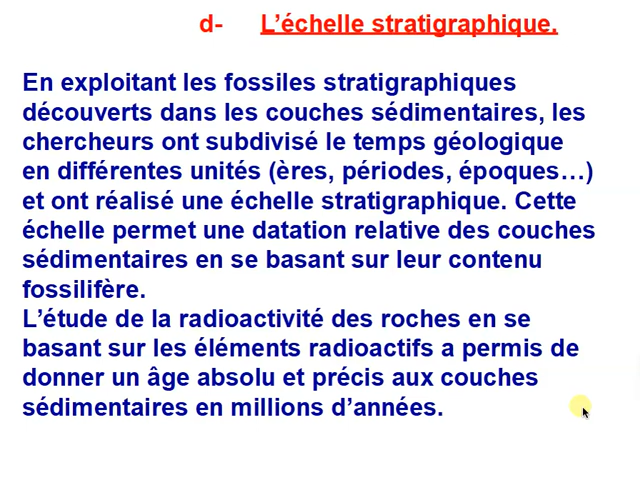 d- L'échelle stratigraphique.
En exploitant les fossiles stratigraphiques
découverts dans les couches sédimentaires, les
chercheurs ont subdivisé le temps géologique
en différentes unités (ères, périodes, époques…)
et ont réalisé une échelle stratigraphique. Cette
échelle permet une datation relative des couches
sédimentaires en se basant sur leur contenu
fossilifère.
L'étude de la radioactivité des roches en se
basant sur les éléments radioactifs a permis de
donner un âge absolu et précis aux couches
sédimentaires en millions d'années.